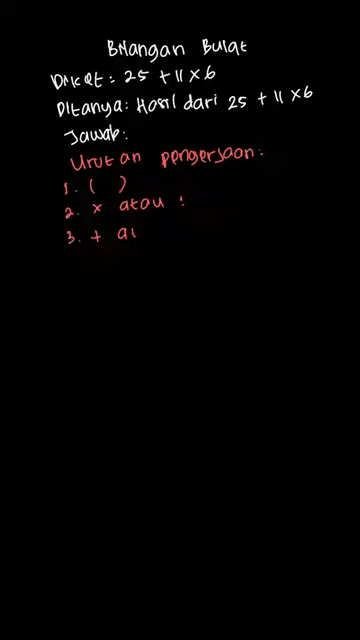 Bilangan Bulat
Diket : 25 + 11 × 6
Ditanya : Hasil dari 25 + 11 × 6
Jawab :
Urutan pengerjaan :
1. ( )
2. × atau :
3. + at